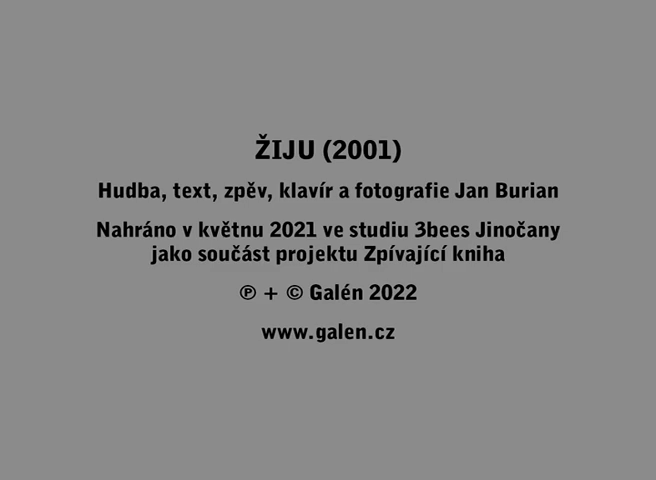 ŽIJU (2001)
Hudba, text, zpěv, klavír a fotografie Jan Burian
Nahráno v květnu 2021 ve studiu 3bees Jinočany
jako součást projektu Zpívající kniha
℗ + © Galén 2022
www.galen.cz